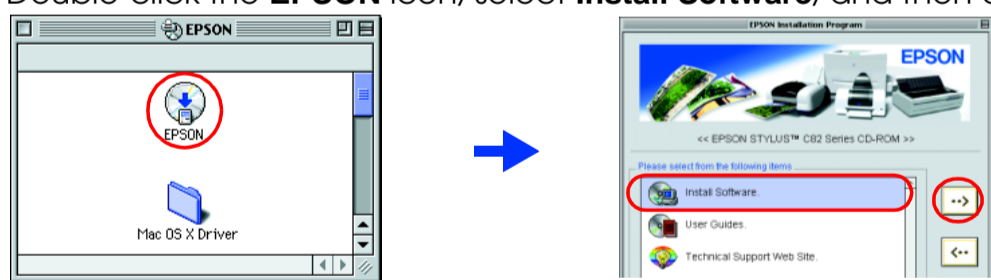 Double-click the EPSON icon, select Install Software, and then
EPSON
EPSON
Mac OS X Driver
EPSON Installation Program
EPSON
<< EPSON STYLUS™ C82 Series CD-ROM >>
Please select from the following items
Install Software.
-->
User Guides.
Technical Support Web Site.
<--